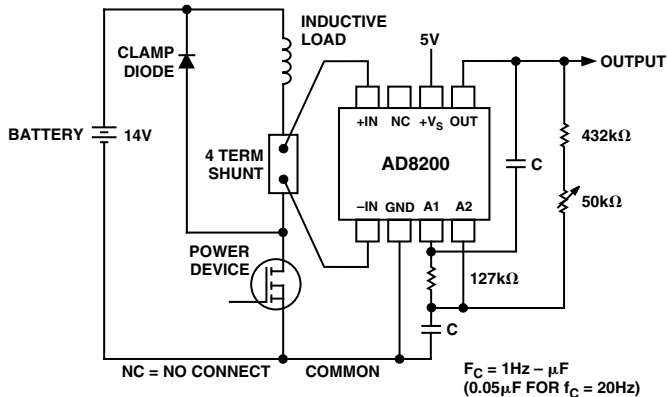 INDUCTIVE
LOAD
CLAMP
DIODE
5V
OUTPUT
BATTERY
14V
4 TERM
SHUNT
+IN NC +VS OUT
AD8200
–IN GND A1 A2
C
432kΩ
50kΩ
POWER
DEVICE
127kΩ
C
NC = NO CONNECT
COMMON
FC = 1Hz – μF
(0.05μF FOR fC = 20Hz)